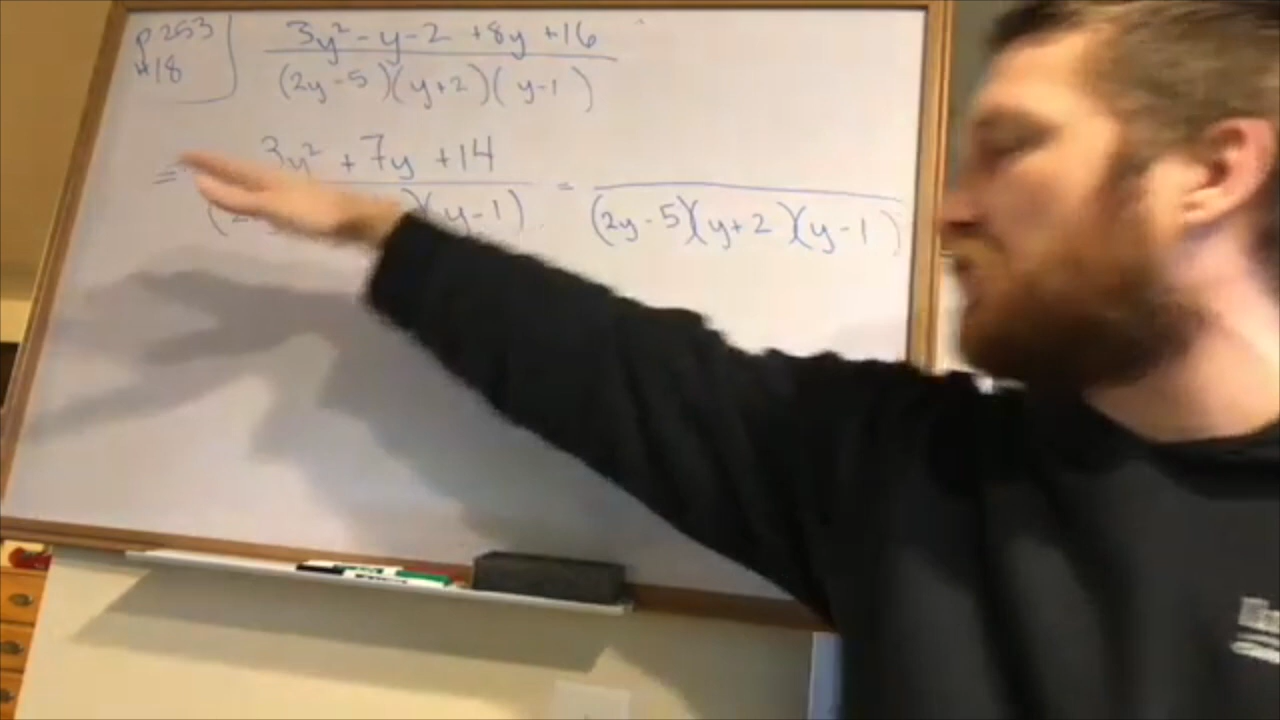 p 253
#18
3y² - y - 2 + 8y + 16
(2y - 5)(y + 2)(y - 1)
= 3y² + 7y + 14 =
(y - 1) (2y - 5)(y + 2)(y - 1)